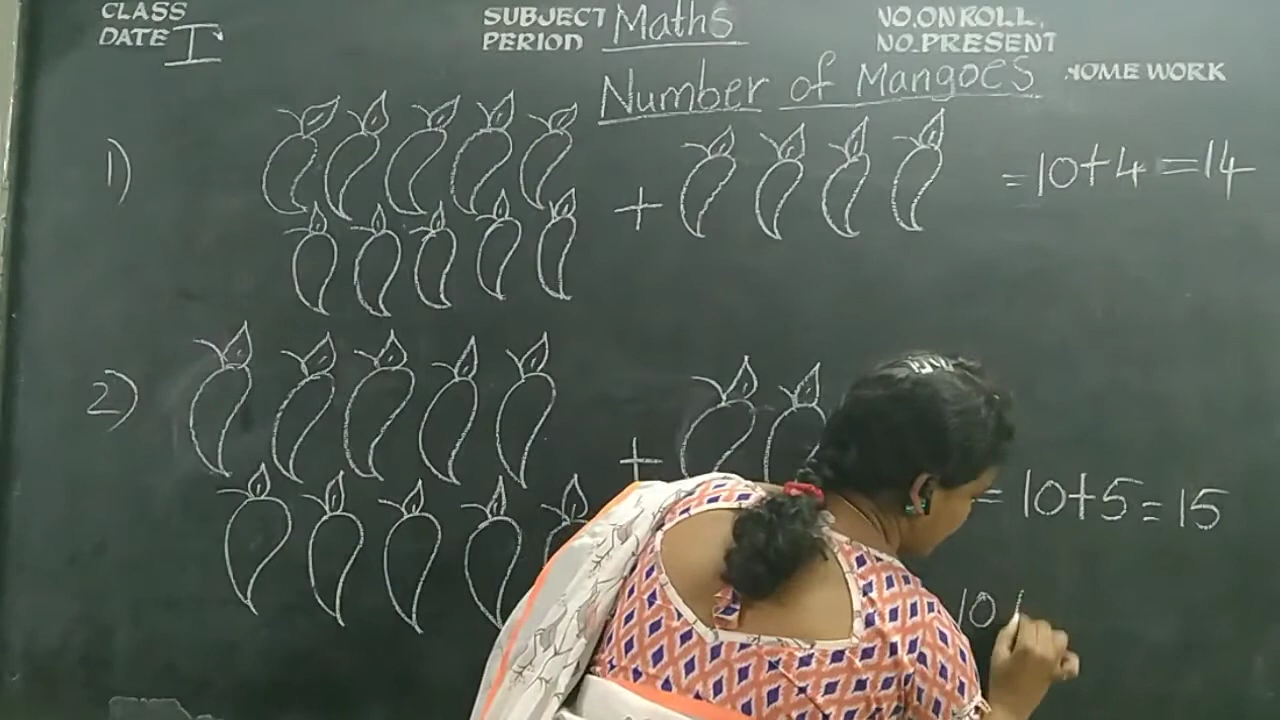 CLASS I
DATE
SUBJECT Maths
PERIOD
NO.ON ROLL.
NO.PRESENT
Number of Mangoes
HOME WORK
1) + = 10+4 = 14
2) + = 10+5 = 15
10